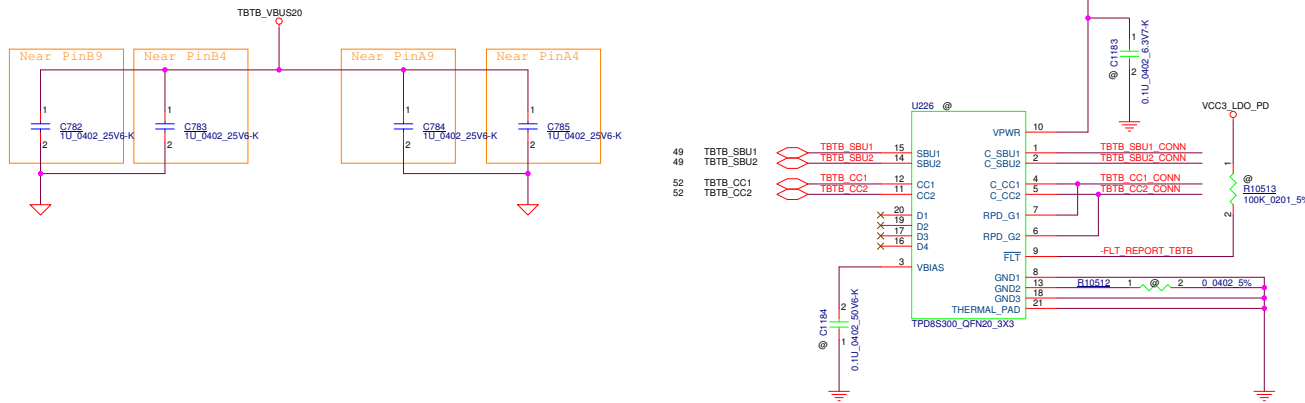 TBTB_VBUS20
Near PinB9
Near PinB4
Near PinA9
Near PinA4
1
C782
1U_0402_25V6-K
2
1
C783
1U_0402_25V6-K
2
1
C784
1U_0402_25V6-K
2
1
C785
1U_0402_25V6-K
2
1
@ C1183
0.1U_0402_6.3V7-K
2
U226 @
VCC3_LDO_PD
VPWR 10
49 TBTB_SBU1 TBTB_SBU1 15 SBU1 C_SBU1 1 TBTB_SBU1_CONN
49 TBTB_SBU2 TBTB_SBU2 14 SBU2 C_SBU2 2 TBTB_SBU2_CONN
52 TBTB_CC1 TBTB_CC1 12 CC1 C_CC1 4 TBTB_CC1_CONN
52 TBTB_CC2 TBTB_CC2 11 CC2 C_CC2 5 TBTB_CC2_CONN
1
@
R10513
100K_0201_5%
2
20 D1 RPD_G1 7
19 D2
17 D3 RPD_G2 6
16 D4
FLT 9 -FLT_REPORT_TBTB
3 VBIAS
GND1 8
GND2 13 R10512 1 @ 2 0_0402_5%
GND3 18
THERMAL_PAD 21
TPD8S300_QFN20_3X3
2
@ C1184
0.1U_0402_50V6-K
1